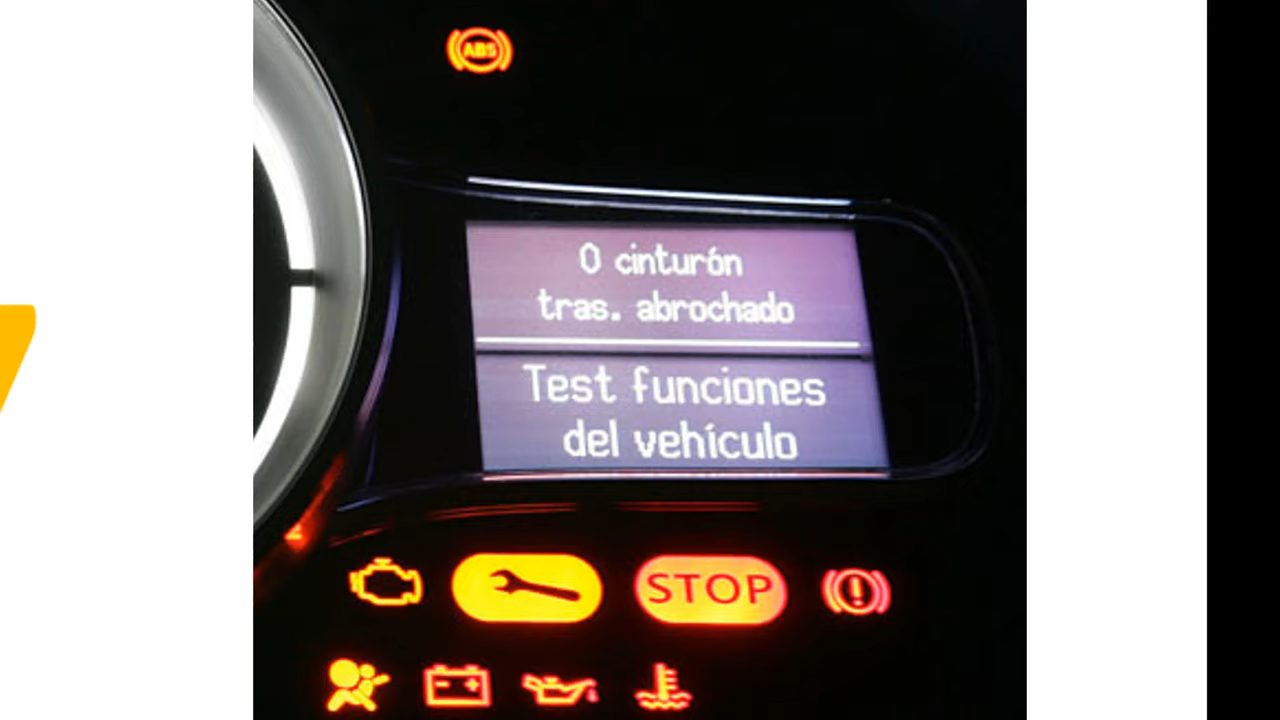 ABS
0 cinturón
tras. abrochado
Test funciones
del vehículo
STOP